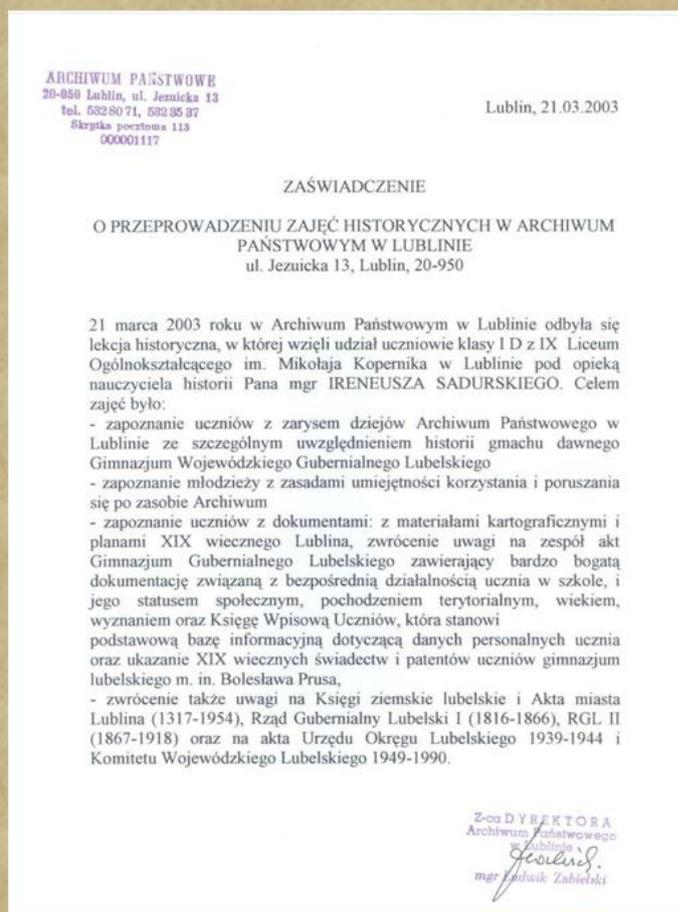 ARCHIWUM PAŃSTWOWE
20-950 Lublin, ul. Jezuicka 13
tel. 5328071, 5323537
Skrytka pocztowa 113
000001117
Lublin, 21.03.2003
ZAŚWIADCZENIE
O PRZEPROWADZENIU ZAJĘĆ HISTORYCZNYCH W ARCHIWUM
PAŃSTWOWYM W LUBLINIE
ul. Jezuicka 13, Lublin, 20-950
21 marca 2003 roku w Archiwum Państwowym w Lublinie odbyła się
lekcja historyczna, w której wzięli udział uczniowie klasy I D z IX Liceum
Ogólnokształcącego im. Mikołaja Kopernika w Lublinie pod opieką
nauczyciela historii Pana mgr IRENEUSZA SADURSKIEGO. Celem
zajęć było:
- zapoznanie uczniów z zarysem dziejów Archiwum Państwowego w
Lublinie ze szczególnym uwzględnieniem historii gmachu dawnego
Gimnazjum Wojewódzkiego Gubernialnego Lubelskiego
- zapoznanie młodzieży z zasadami umiejętności korzystania i poruszania
się po zasobie Archiwum
- zapoznanie uczniów z dokumentami: z materiałami kartograficznymi i
planami XIX wiecznego Lublina, zwrócenie uwagi na zespół akt
Gimnazjum Gubernialnego Lubelskiego zawierający bardzo bogatą
dokumentację związaną z bezpośrednią działalnością ucznia w szkole, i
jego statusem społecznym, pochodzeniem terytorialnym, wiekiem,
wyznaniem oraz Księgę Wpisową Uczniów, która stanowi
podstawową bazę informacyjną dotyczącą danych personalnych ucznia
oraz ukazanie XIX wiecznych świadectw i patentów uczniów gimnazjum
lubelskiego m. in. Bolesława Prusa,
- zwrócenie także uwagi na Księgi ziemskie lubelskie i Akta miasta
Lublina (1317-1954), Rząd Gubernialny Lubelski I (1816-1866), RGL II
(1867-1918) oraz na akta Urzędu Okręgu Lubelskiego 1939-1944 i
Komitetu Wojewódzkiego Lubelskiego 1949-1990.
Z-ca DYREKTORA
Archiwum Państwowego
w Lublinie
mgr Ludwik Zabielski